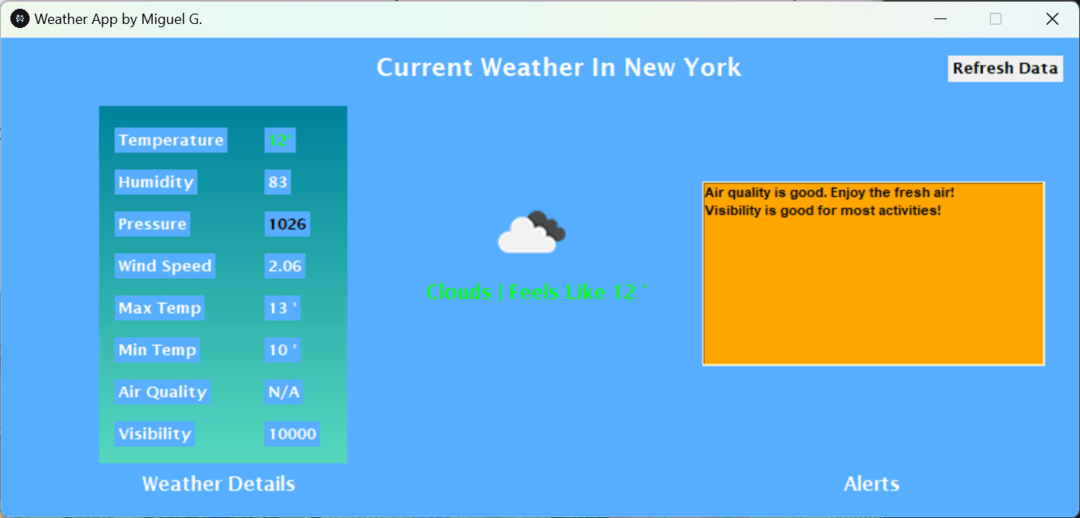 Weather App by Miguel G.
Current Weather In New York
Refresh Data
Temperature 12°
Humidity 83
Pressure 1026
Wind Speed 2.06
Max Temp 13 °
Min Temp 10 °
Air Quality N/A
Visibility 10000
Weather Details
Clouds | Feels Like 12 °
Air quality is good. Enjoy the fresh air!
Visibility is good for most activities!
Alerts